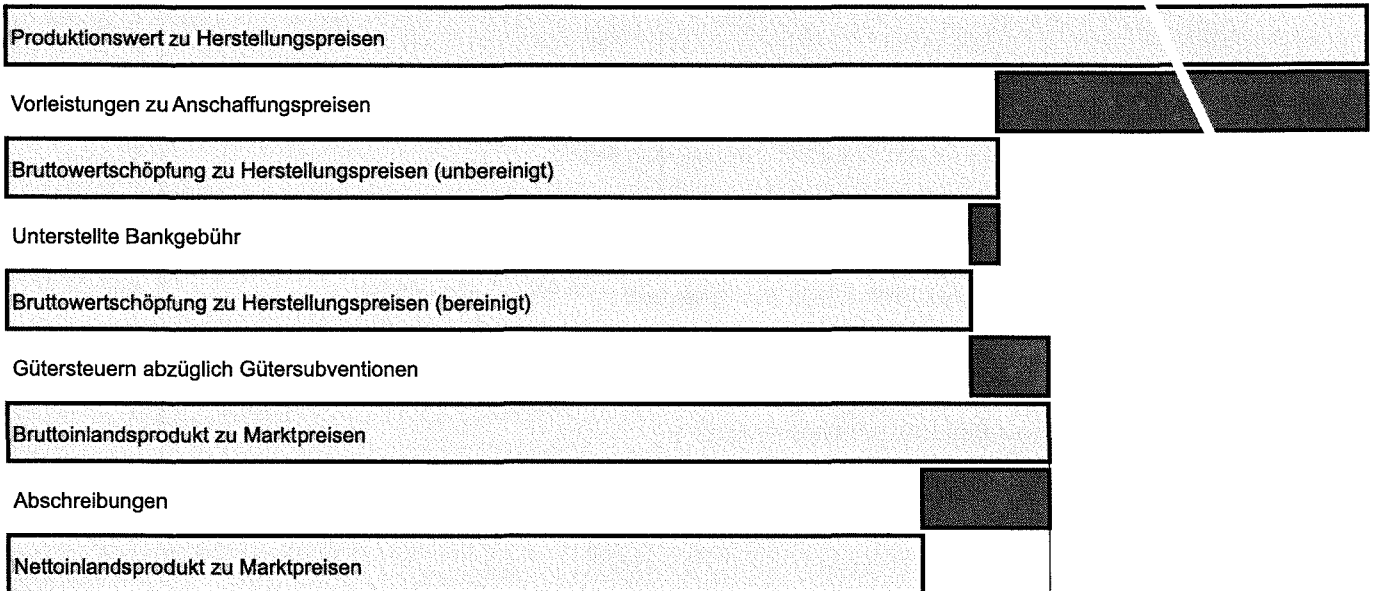 Produktionswert zu Herstellungspreisen
Vorleistungen zu Anschaffungspreisen
Bruttowertschöpfung zu Herstellungspreisen (unbereinigt)
Unterstellte Bankgebühr
Bruttowertschöpfung zu Herstellungspreisen (bereinigt)
Gütersteuern abzüglich Gütersubventionen
Bruttoinlandsprodukt zu Marktpreisen
Abschreibungen
Nettoinlandsprodukt zu Marktpreisen